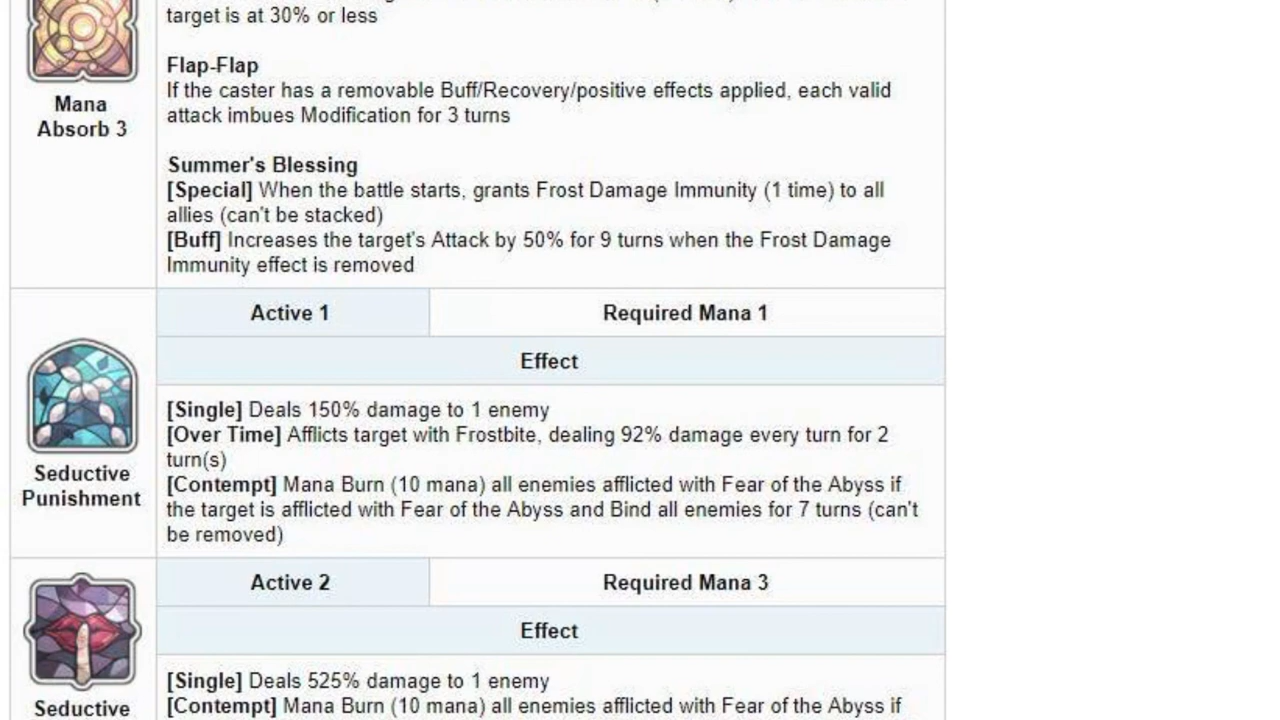 target is at 30% or less
Mana
Absorb 3
Flap-Flap
If the caster has a removable Buff/Recovery/positive effects applied, each valid
attack imbues Modification for 3 turns
Summer's Blessing
[Special] When the battle starts, grants Frost Damage Immunity (1 time) to all
allies (can't be stacked)
[Buff] Increases the target's Attack by 50% for 9 turns when the Frost Damage
Immunity effect is removed
Active 1
Required Mana 1
Effect
Seductive
Punishment
[Single] Deals 150% damage to 1 enemy
[Over Time] Afflicts target with Frostbite, dealing 92% damage every turn for 2
turn(s)
[Contempt] Mana Burn (10 mana) all enemies afflicted with Fear of the Abyss if
the target is afflicted with Fear of the Abyss and Bind all enemies for 7 turns (can't
be removed)
Active 2
Required Mana 3
Effect
Seductive
[Single] Deals 525% damage to 1 enemy
[Contempt] Mana Burn (10 mana) all enemies afflicted with Fear of the Abyss if